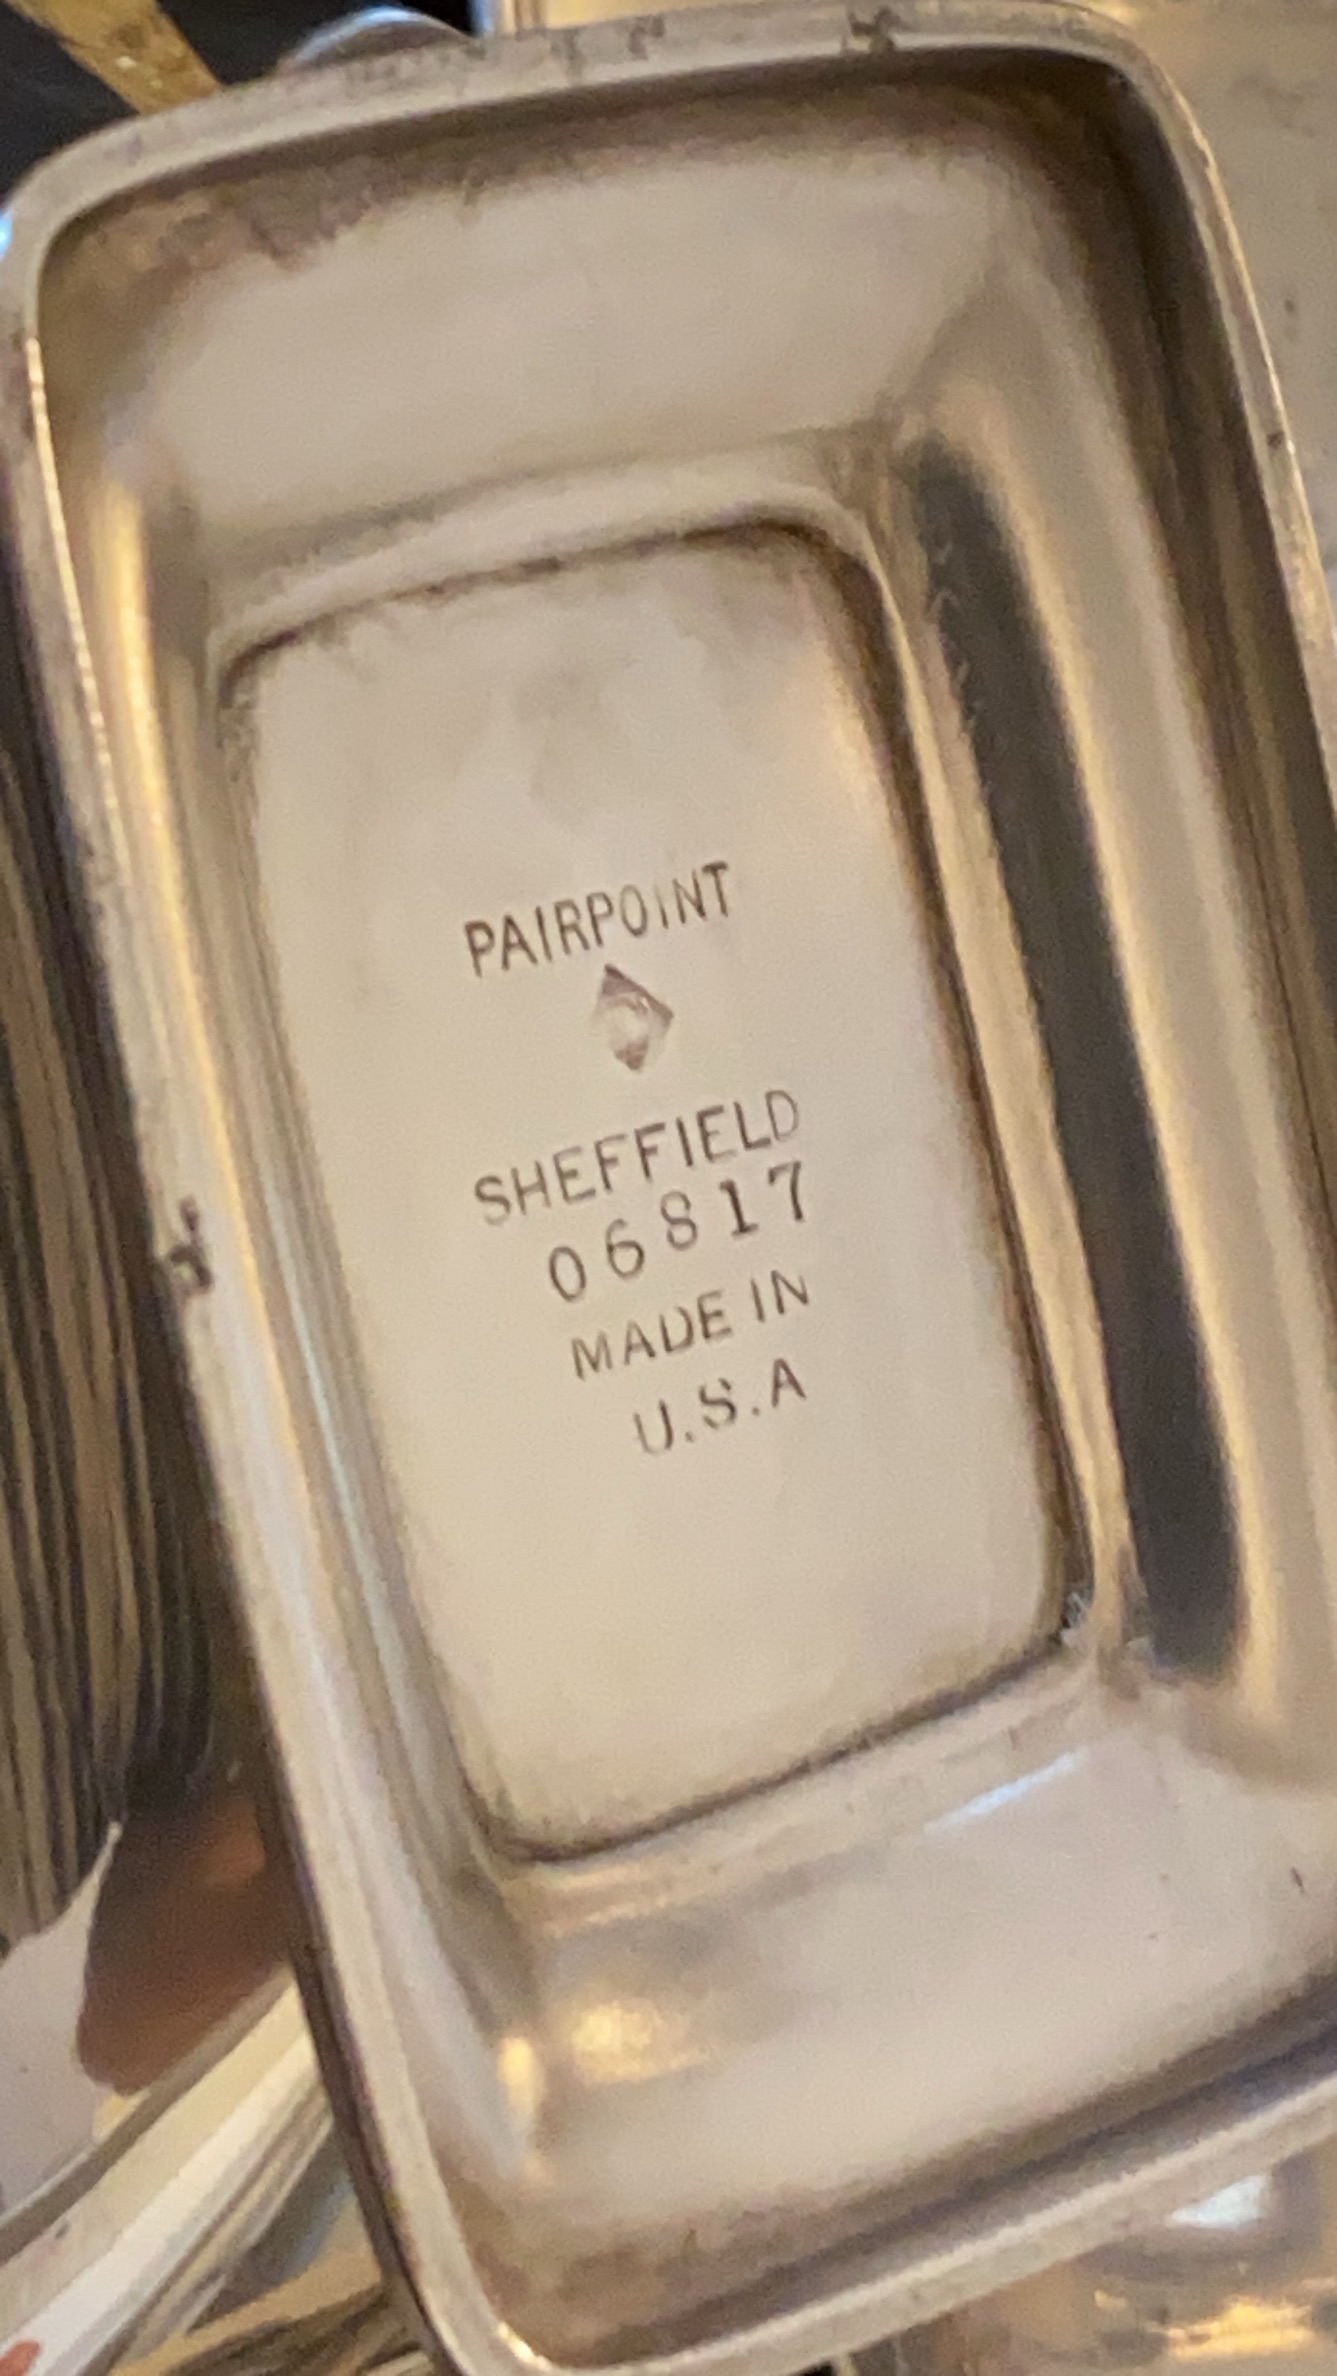 PAIRPOINT
SHEFFIELD
06817
MADE IN
U.S.A